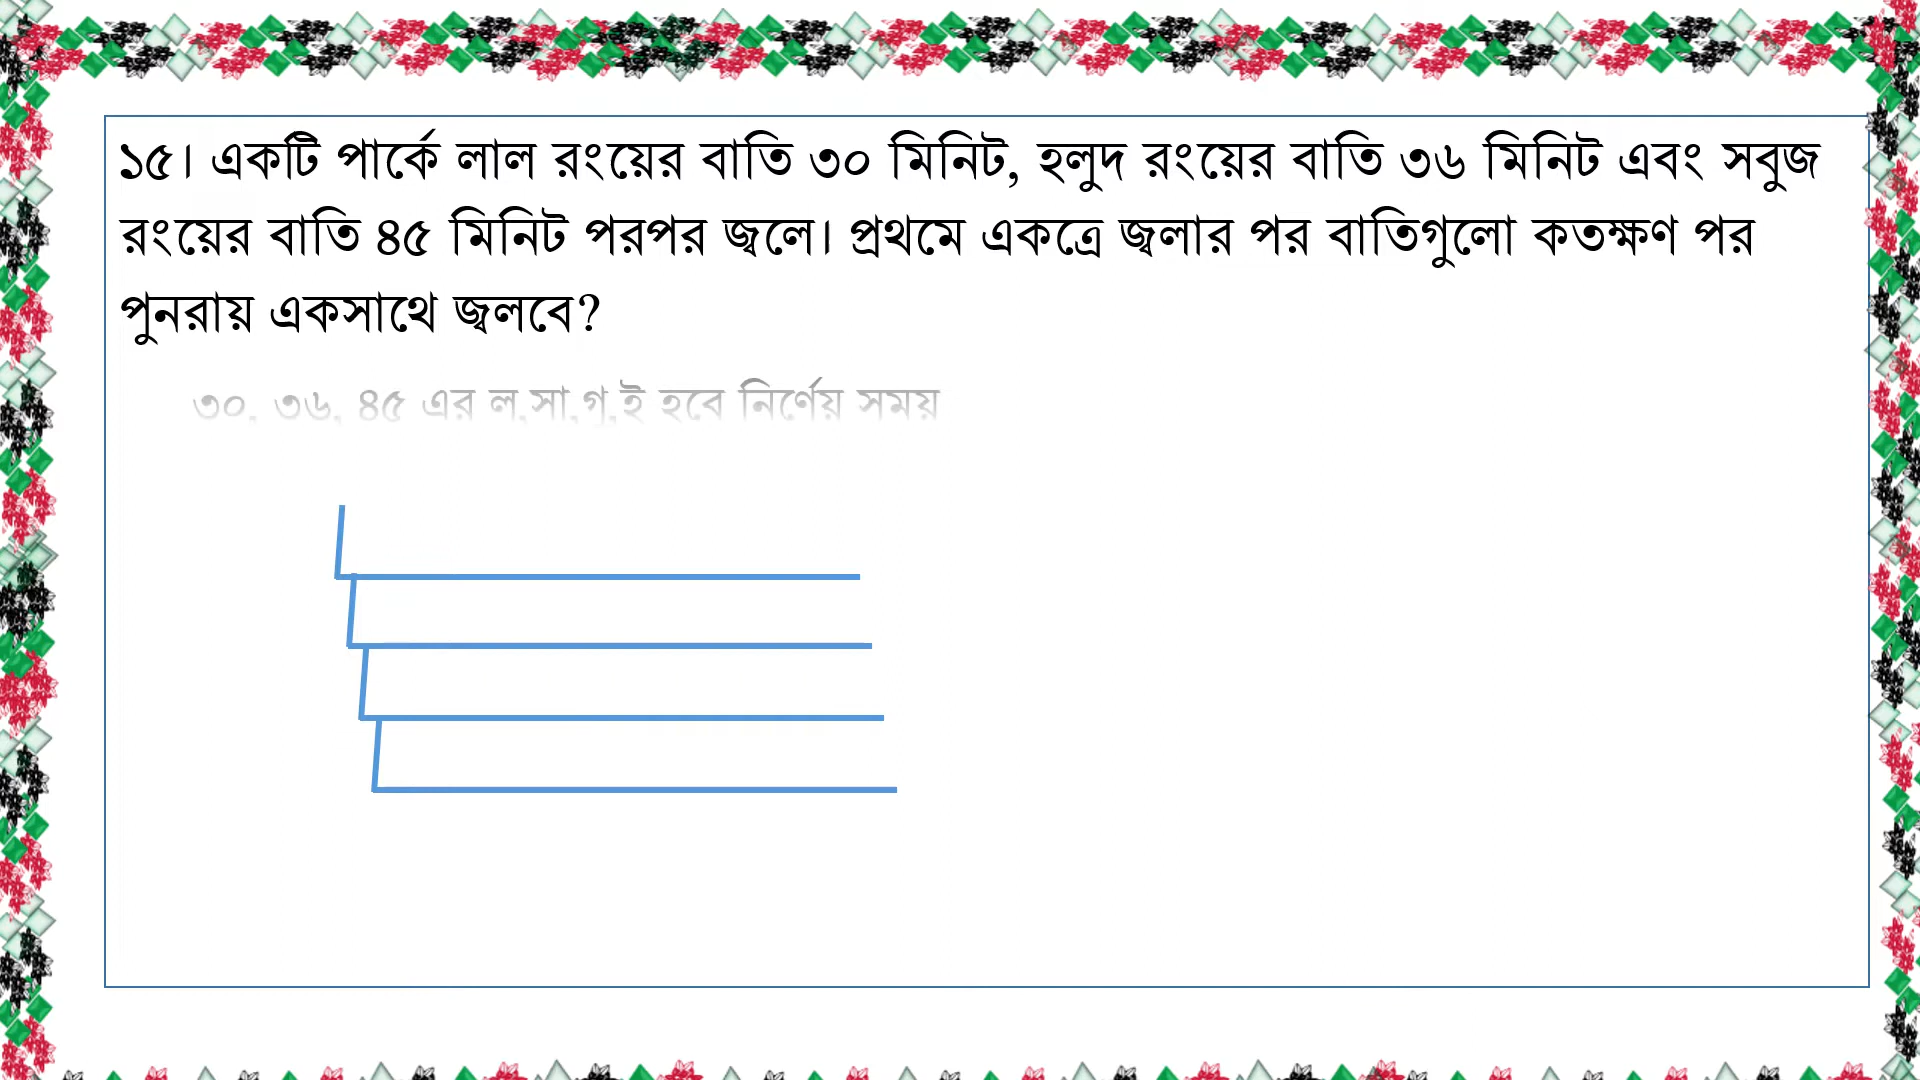 ১৫। একটি পার্কে লাল রংয়ের বাতি ৩০ মিনিট, হলুদ রংয়ের বাতি ৩৬ মিনিট এবং সবুজ
রংয়ের বাতি ৪৫ মিনিট পরপর জ্বলে। প্রথমে একত্রে জ্বলার পর বাতিগুলো কতক্ষণ পর
পুনরায় একসাথে জ্বলবে?
৩০, ৩৬, ৪৫ এর ল.সা.গু.ই হবে নির্ণেয় সময়